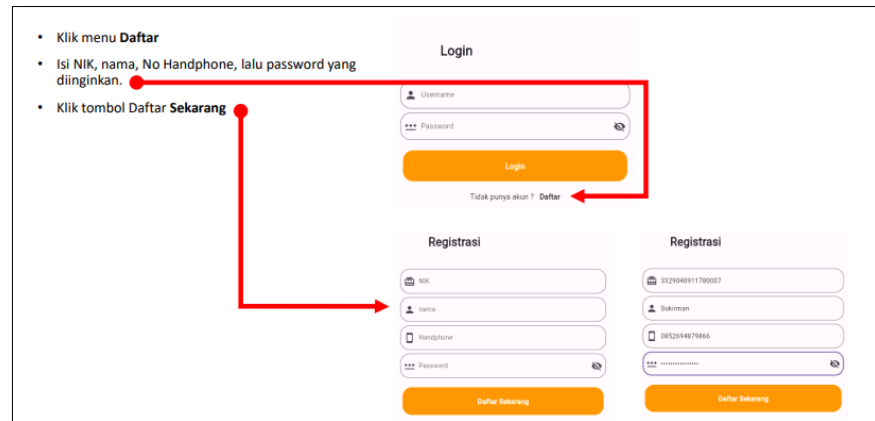 • Klik menu Daftar
• Isi NIK, nama, No Handphone, lalu password yang
diinginkan.
• Klik tombol Daftar Sekarang
Login
Username
Password
Login
Tidak punya akun ? Daftar
Registrasi
NIK
nama
Handphone
Password
Daftar Sekarang
Registrasi
3329040911780007
Sukirman
0852694879866
Daftar Sekarang